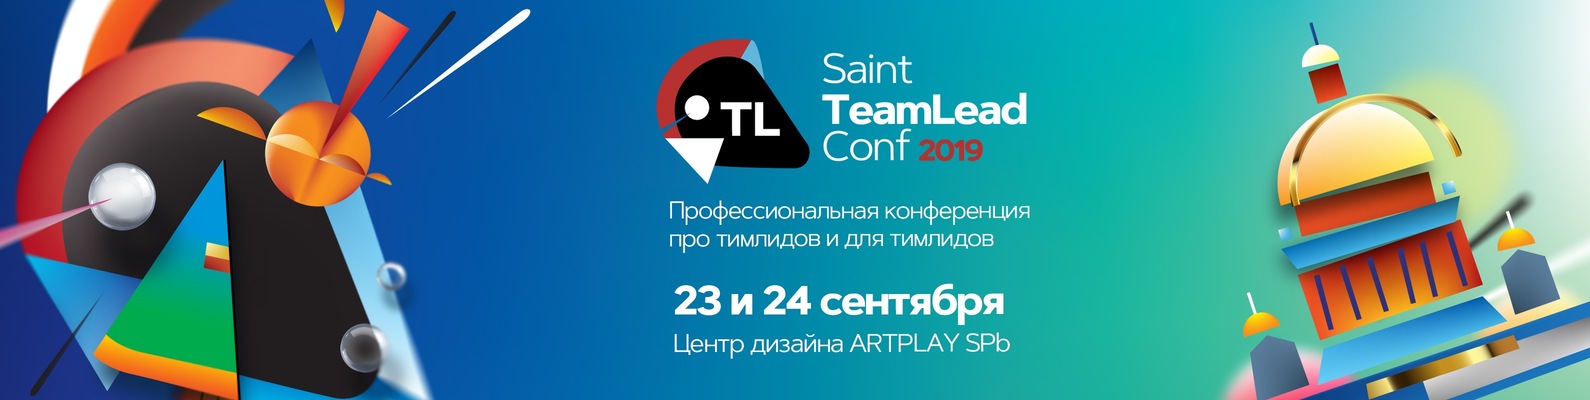 TL
Saint
TeamLead
Conf 2019
Профессиональная конференция
про тимлидов и для тимлидов
23 и 24 сентября
Центр дизайна ARTPLAY SPb